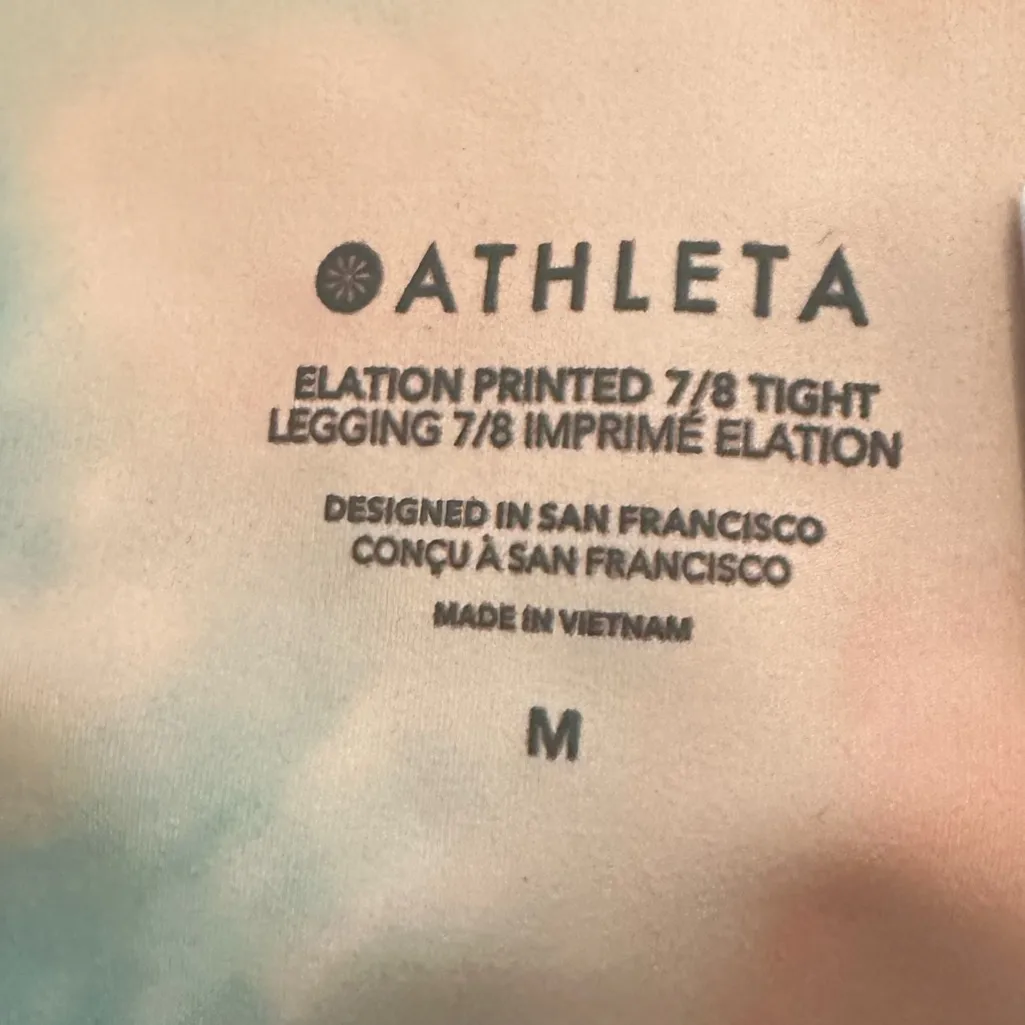 ATHLETA
ELATION PRINTED 7/8 TIGHT
LEGGING 7/8 IMPRIMÉ ELATION
DESIGNED IN SAN FRANCISCO
CONÇU À SAN FRANCISCO
MADE IN VIETNAM
M